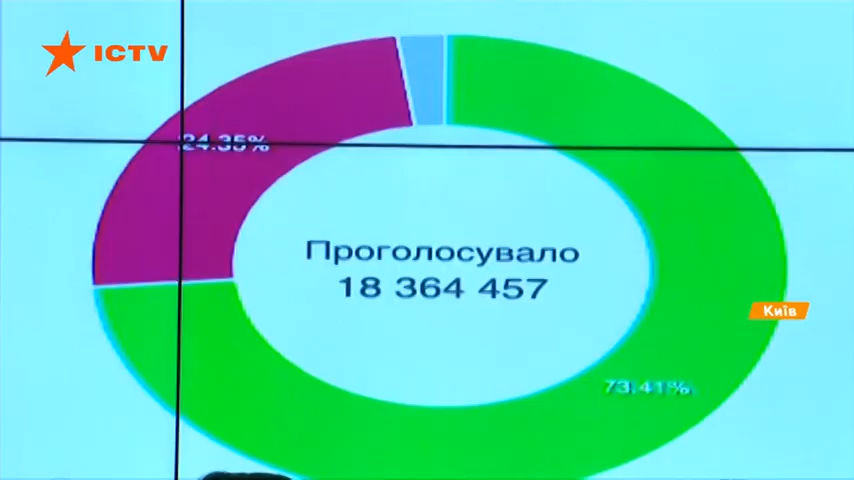 ICTV
24.35%
Проголосувало
18 364 457
Київ
73.41%